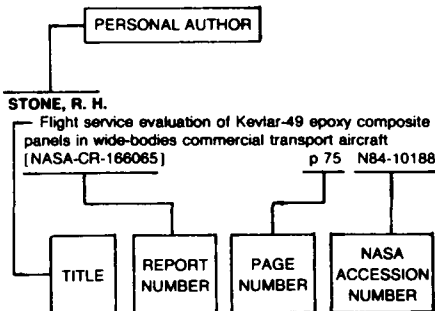 PERSONAL AUTHOR
STONE, R. H.
Flight service evaluation of Kevlar-49 epoxy composite
panels in wide-bodies commercial transport aircraft
[NASA-CR-166065] p 75 N84-10188
TITLE
REPORT
NUMBER
PAGE
NUMBER
NASA
ACCESSION
NUMBER